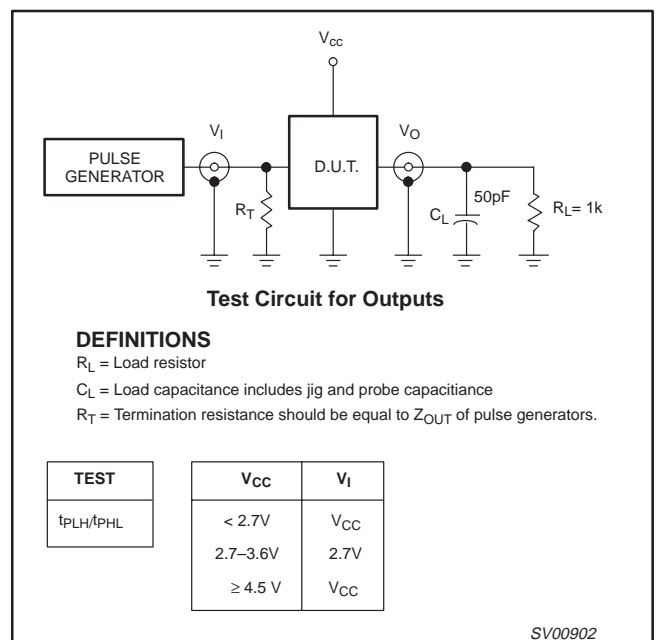 Vcc
VI
VO
PULSE
GENERATOR
D.U.T.
RT
50pF
CL
RL= 1k
Test Circuit for Outputs
DEFINITIONS
RL = Load resistor
CL = Load capacitance includes jig and probe capacitiance
RT = Termination resistance should be equal to ZOUT of pulse generators.
TEST
tPLH/tPHL
VCC VI
< 2.7V VCC
2.7–3.6V 2.7V
≥ 4.5 V VCC
SV00902